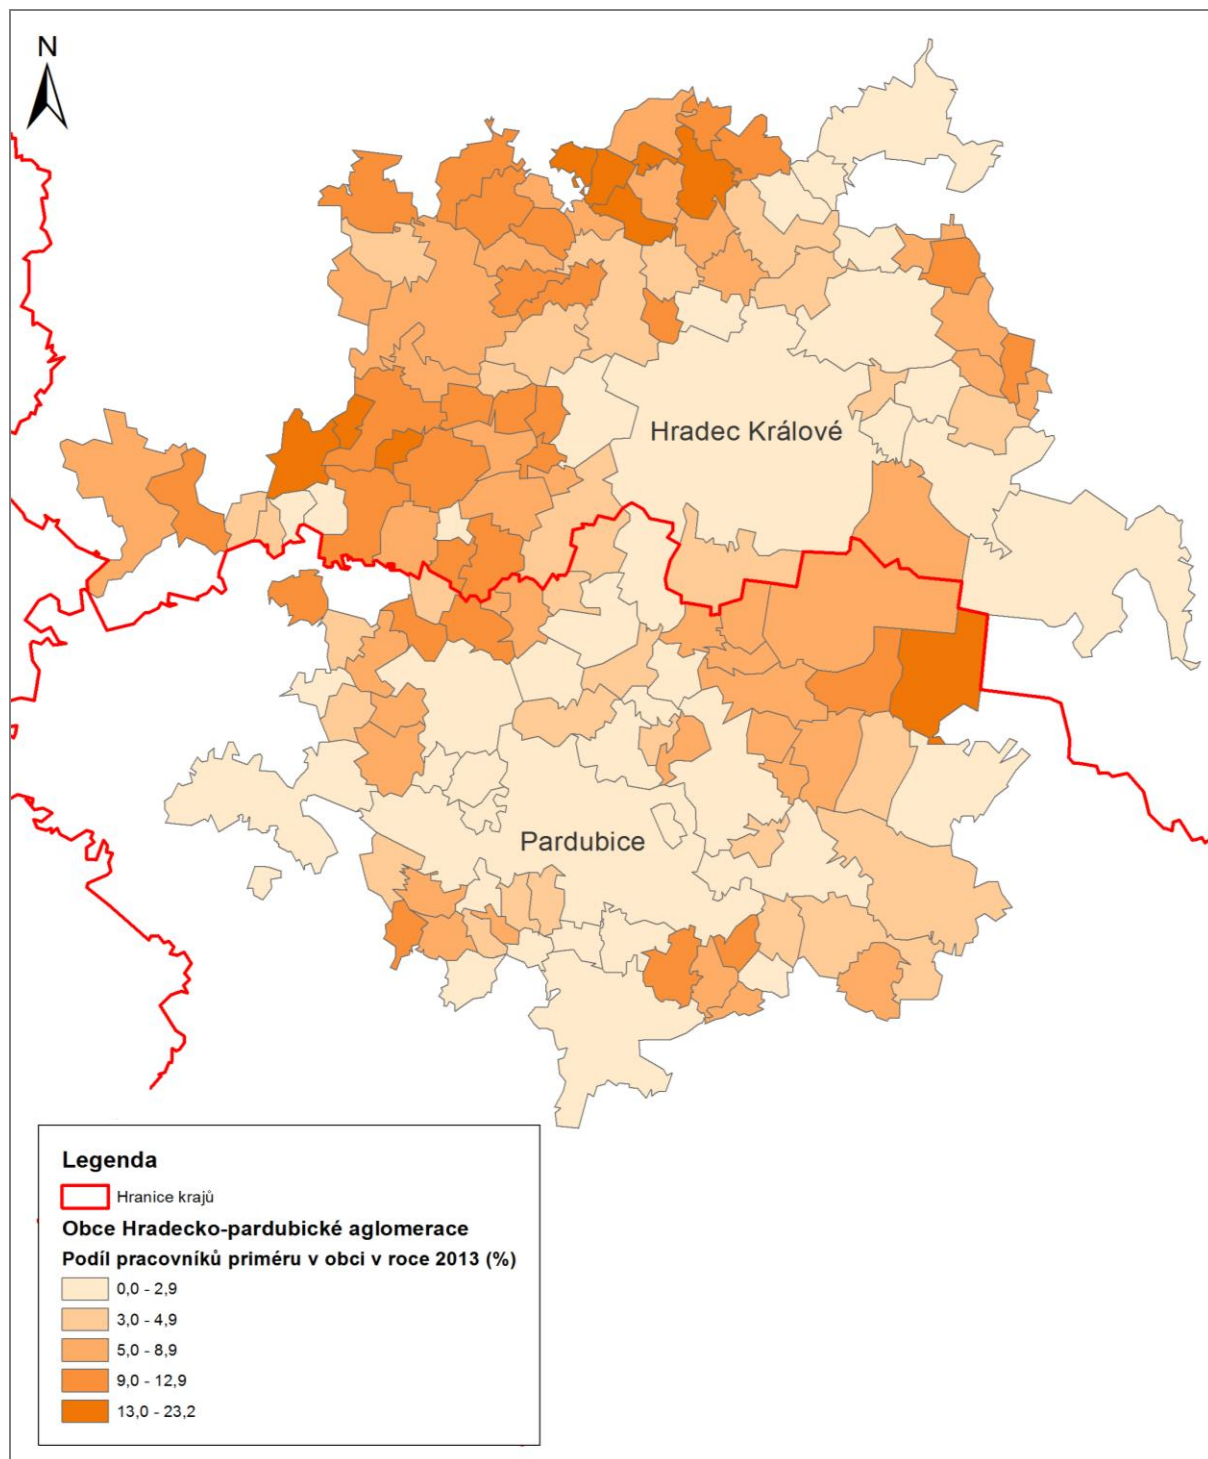 N
Hradec Králové
Pardubice
Legenda
Hranice krajů
Obce Hradecko-pardubické aglomerace
Podíl pracovníků priméru v obci v roce 2013 (%)
0,0 - 2,9
3,0 - 4,9
5,0 - 8,9
9,0 - 12,9
13,0 - 23,2